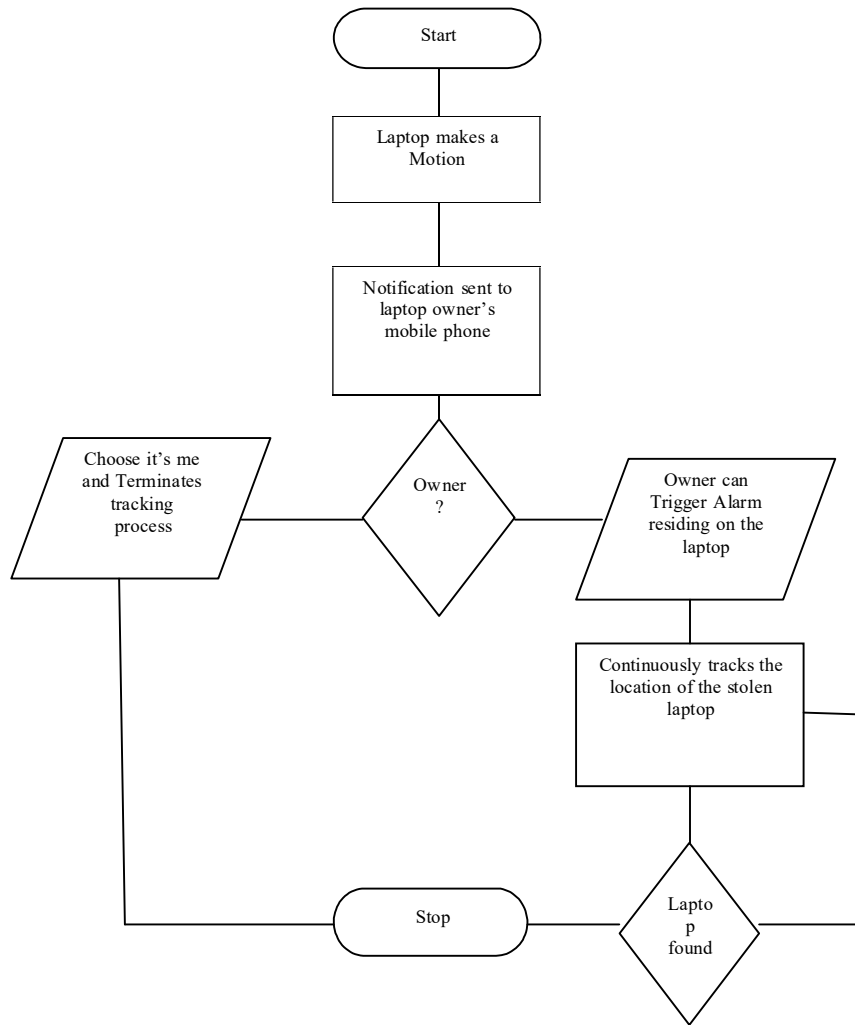 Start
Laptop makes a
Motion
Notification sent to
laptop owner's
mobile phone
Owner
?
Choose it's me
and Terminates
tracking
process
Owner can
Trigger Alarm
residing on the
laptop
Continuously tracks the
location of the stolen
laptop
Lapto
p
found
Stop